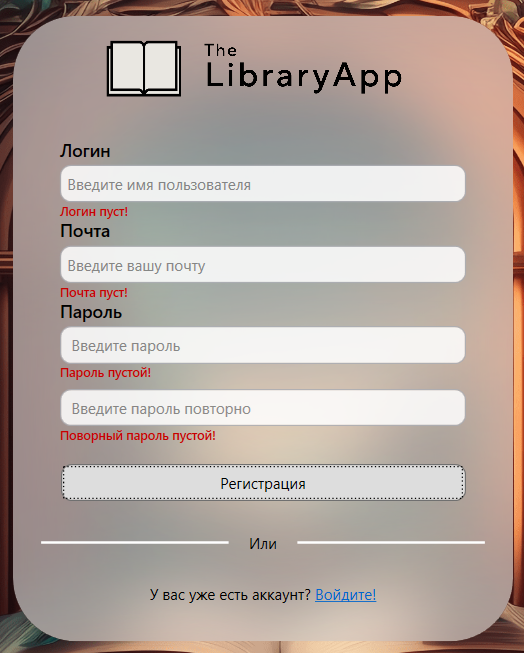 The
LibraryApp
Логин
Введите имя пользователя
Логин пуст!
Почта
Введите вашу почту
Почта пуст!
Пароль
Введите пароль
Пароль пустой!
Введите пароль повторно
Поворный пароль пустой!
Регистрация
Или
У вас уже есть аккаунт? Войдите!